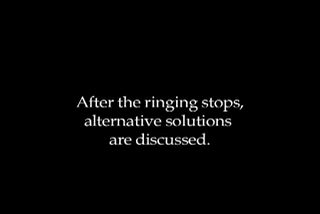 After the ringing stops,
alternative solutions
are discussed.